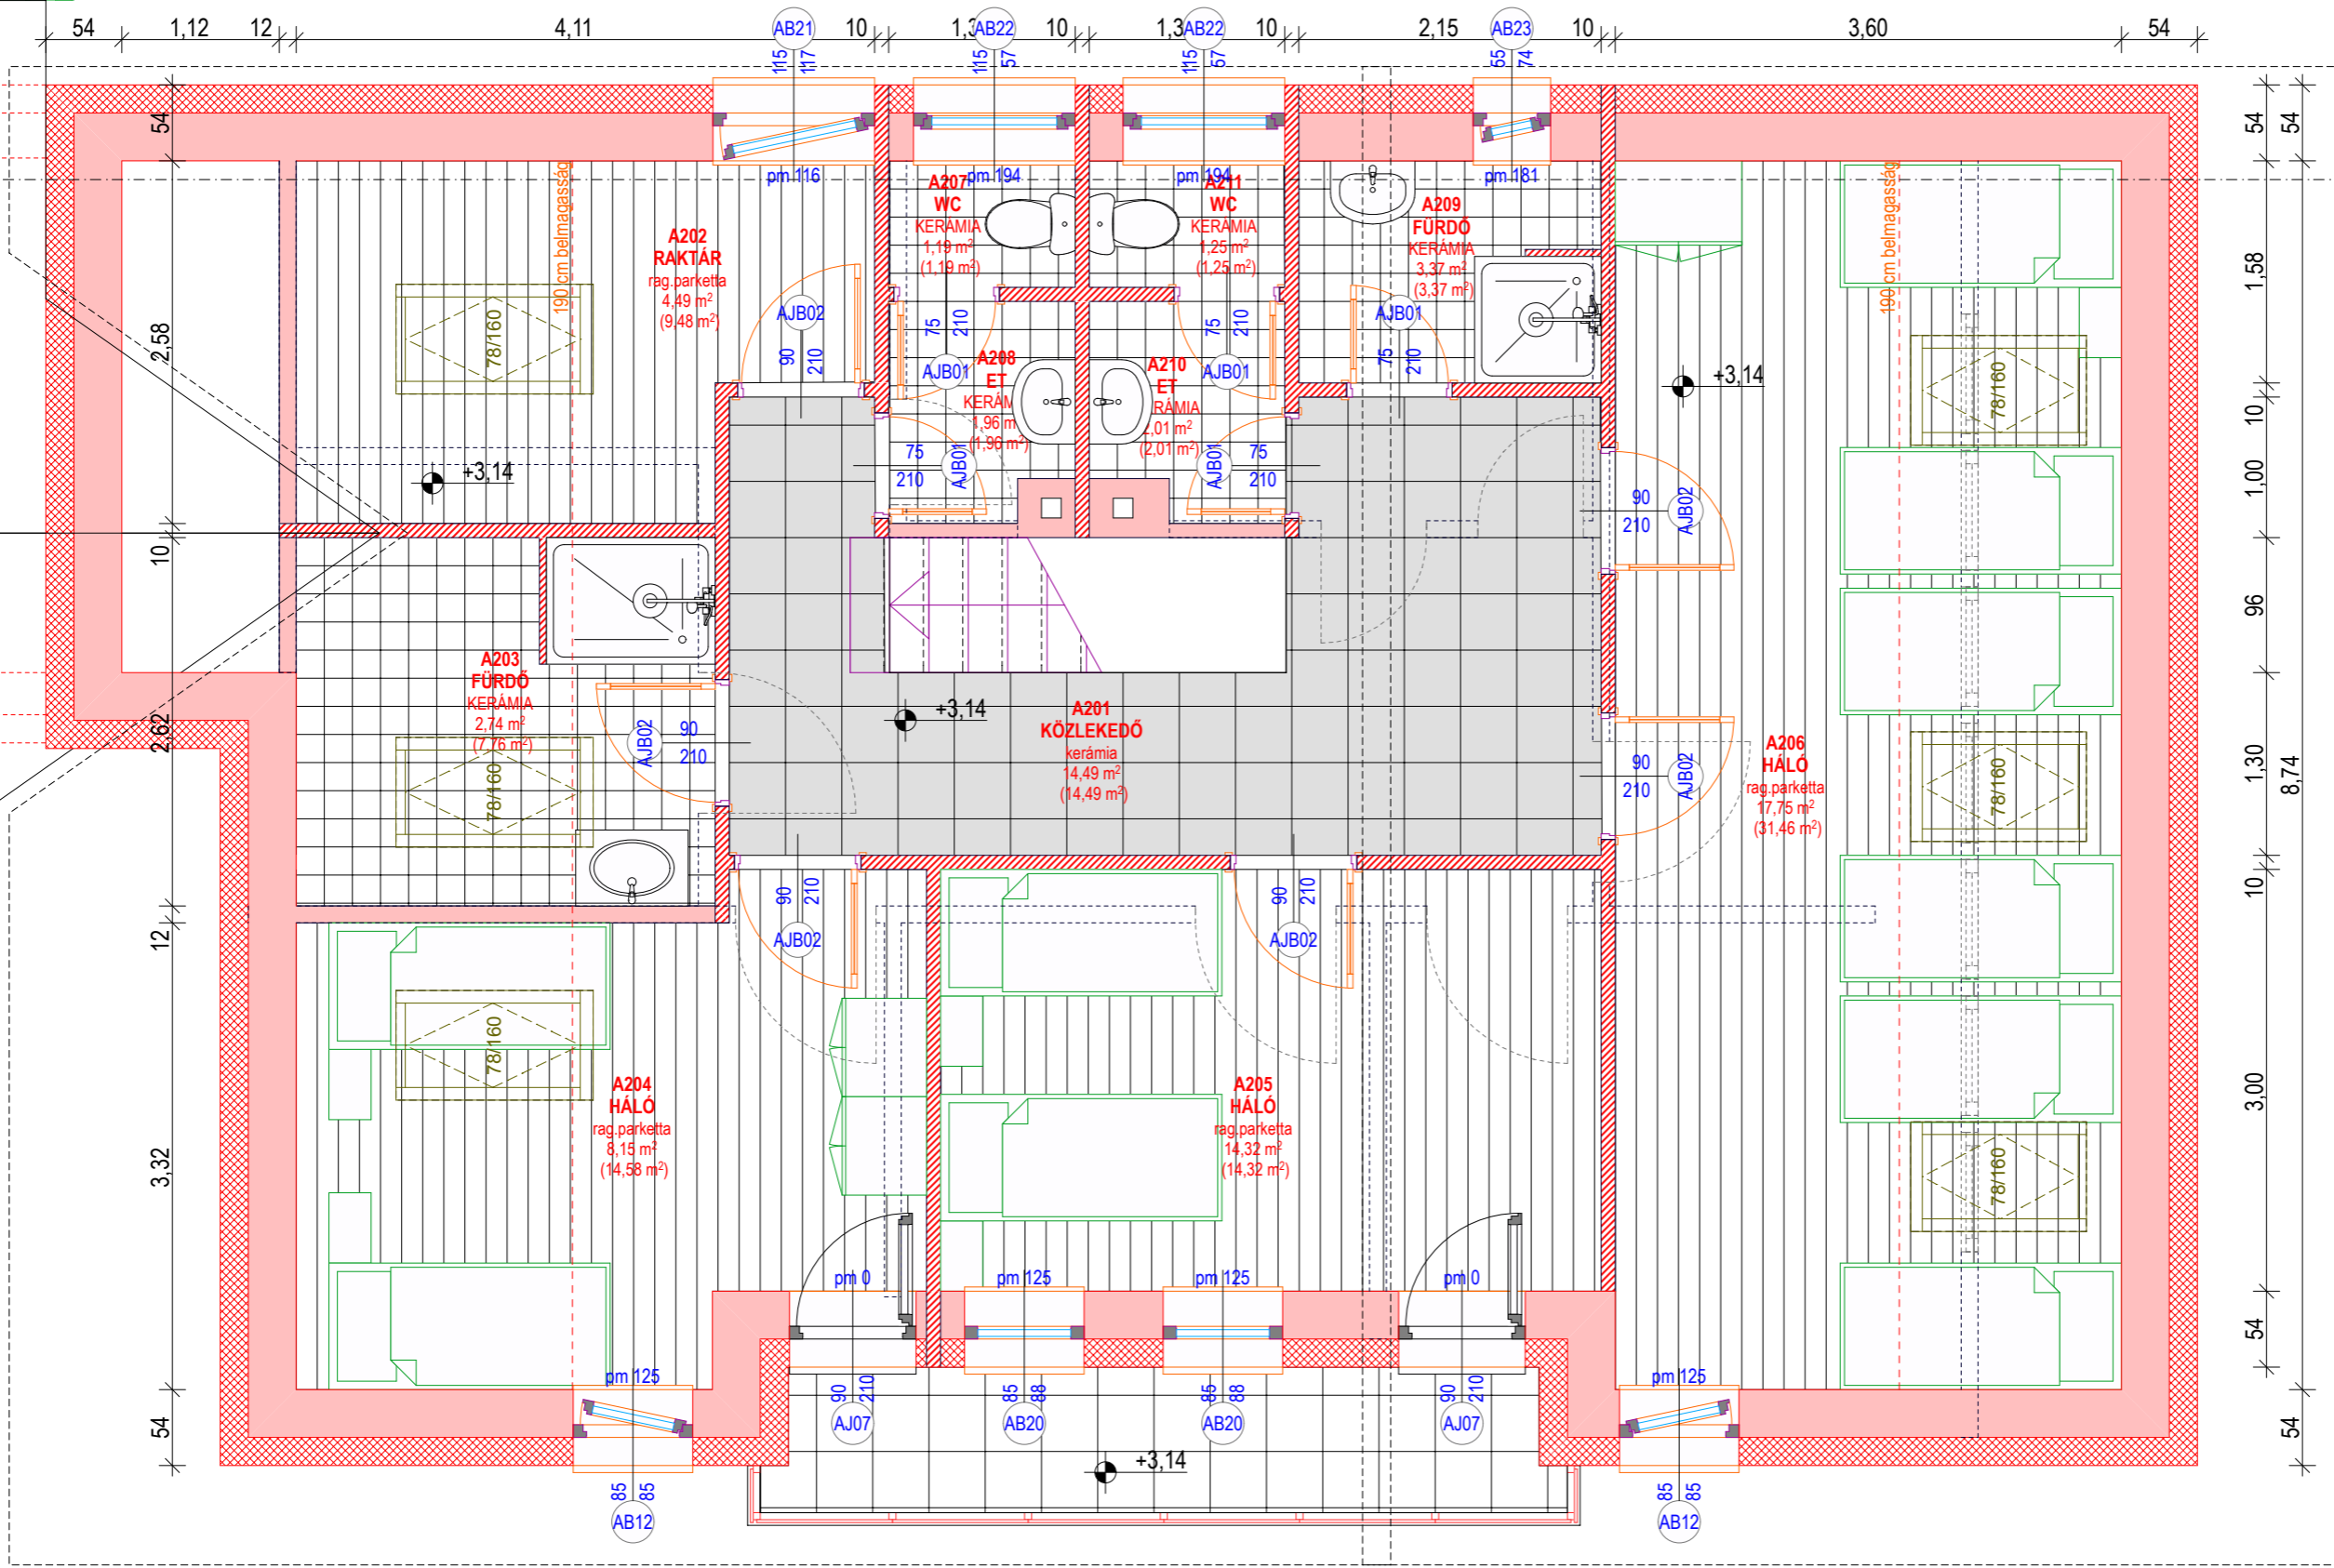 54
1,12
12
4,11
AB21
10
AB22
10
AB22
10
2,15
AB23
10
3,60
54
115
117
115
57
115
57
55
74
pm 116
pm 194
pm 194
pm 181
54
2,58
10
2,62
12
3,32
54
190 cm belmagasság
78/160
A202
RAKTÁR
rag.parketta
4,49 m²
(9,48 m²)
AJB02
90
210
+3,14
A207
WC
KERÁMIA
1,19 m²
(1,19 m²)
75
210
AJB01
A208
ET
1,96 m
(1,96 m²)
75
210
AJB01
A211
WC
KERÁMIA
1,25 m²
(1,25 m²)
75
210
AJB01
A210
ET
(2,01 m²)
AJB01
75
210
A209
FÜRDŐ
KERÁMIA
3,37 m²
(3,37 m²)
AJB01
75
210
190 cm belmagasság
+3,14
78/160
90
210
AJB02
A203
FÜRDŐ
KERÁMIA
2,74 m²
(7,76 m²)
78/160
AJB02
90
210
+3,14
A201
KÖZLEKEDŐ
kerámia
14,49 m²
(14,49 m²)
90
210
AJB02
A206
HÁLÓ
rag.parketta
17,75 m²
(31,46 m²)
78/160
90
210
AJB02
90
210
AJB02
78/160
A204
HÁLÓ
rag.parketta
8,15 m²
(14,58 m²)
A205
HÁLÓ
rag.parketta
14,32 m²
(14,32 m²)
78/160
pm 0
pm 125
pm 125
pm 0
pm 125
pm 125
90
210
AJ07
85
88
AB20
85
88
AB20
90
210
AJ07
+3,14
85
85
AB12
85
85
AB12
54
1,58
10
1,00
96
1,30
10
3,00
54
54
8,74
54